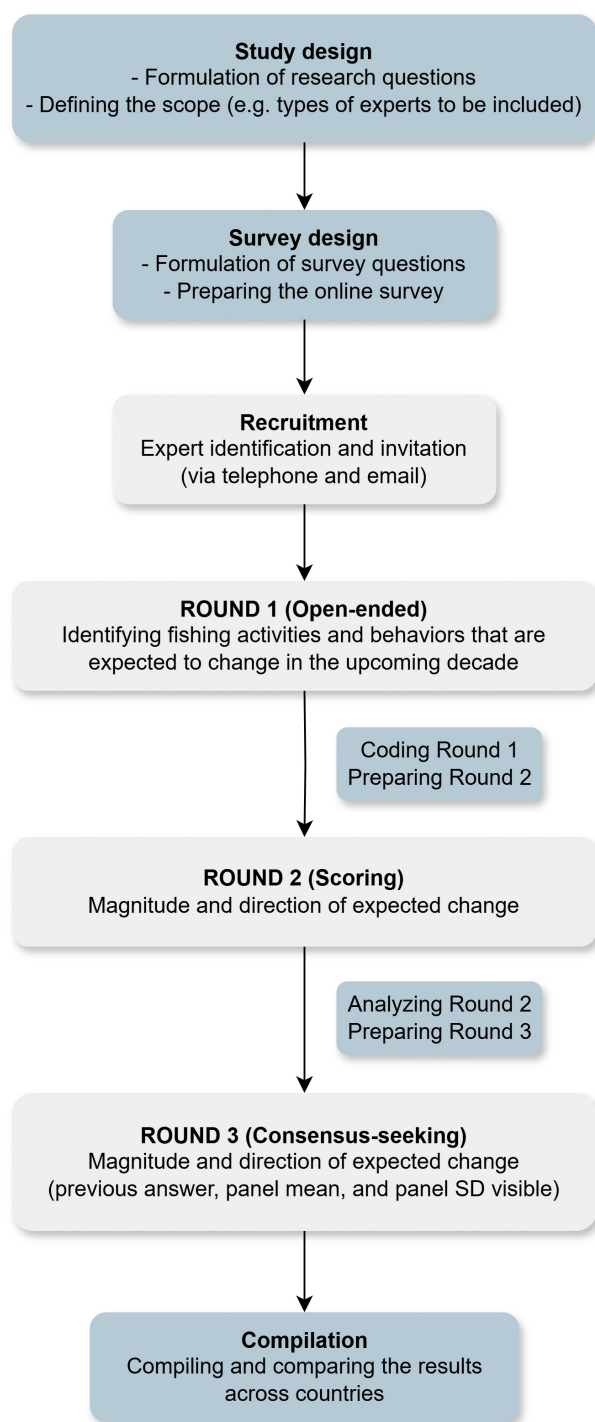 Study design
- Formulation of research questions
- Defining the scope (e.g. types of experts to be included)
Survey design
- Formulation of survey questions
- Preparing the online survey
Recruitment
Expert identification and invitation
(via telephone and email)
ROUND 1 (Open-ended)
Identifying fishing activities and behaviors that are
expected to change in the upcoming decade
Coding Round 1
Preparing Round 2
ROUND 2 (Scoring)
Magnitude and direction of expected change
Analyzing Round 2
Preparing Round 3
ROUND 3 (Consensus-seeking)
Magnitude and direction of expected change
(previous answer, panel mean, and panel SD visible)
Compilation
Compiling and comparing the results
across countries